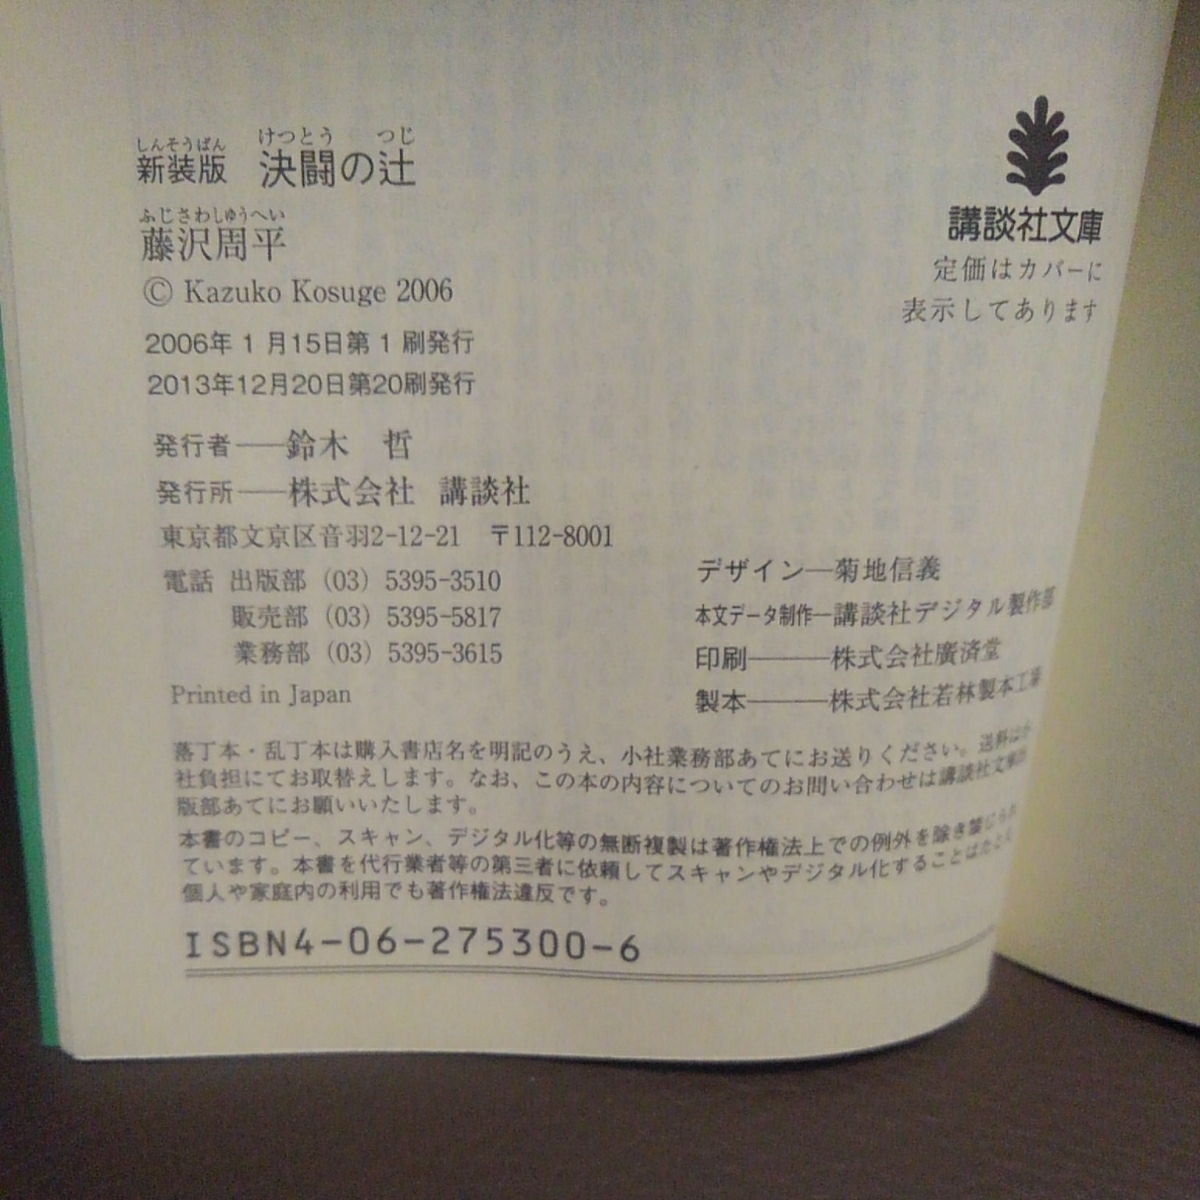 しんそうばん けつとう つじ
新装版 決闘の辻
ふじさわしゅうへい
藤沢周平
© Kazuko Kosuge 2006
2006年1月15日第1刷発行
2013年12月20日第20刷発行
講談社文庫
定価はカバーに
表示してあります
発行者――鈴木 哲
発行所――株式会社 講談社
東京都文京区音羽2-12-21 〒112-8001
電話 出版部 (03) 5395-3510
販売部 (03) 5395-5817
業務部 (03) 5395-3615
Printed in Japan
デザイン―菊地信義
本文データ制作―講談社デジタル製作部
印刷――――株式会社廣済堂
製本――――株式会社若林製本工場
落丁本・乱丁本は購入書店名を明記のうえ、小社業務部あてにお送りください。送料は小
社負担にてお取替えします。なお、この本の内容についてのお問い合わせは講談社文庫出
版部あてにお願いいたします。
本書のコピー、スキャン、デジタル化等の無断複製は著作権法上での例外を除き禁じられ
ています。本書を代行業者等の第三者に依頼してスキャンやデジタル化することはたとえ
個人や家庭内の利用でも著作権法違反です。
ISBN4-06-275300-6